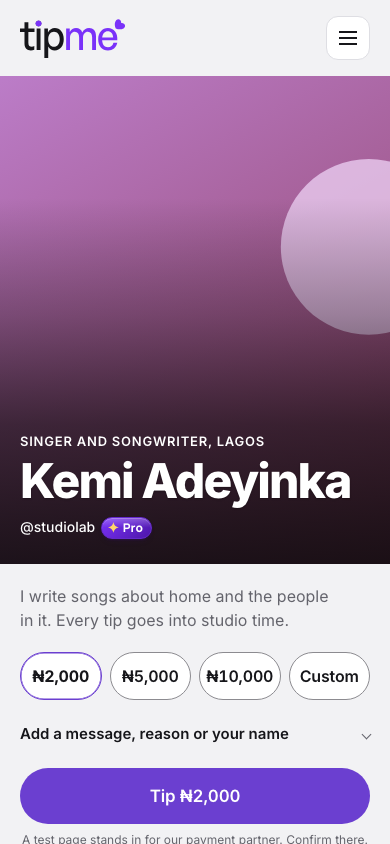 tipme
SINGER AND SONGWRITER, LAGOS
Kemi Adeyinka
@studiolab Pro
I write songs about home and the people
in it. Every tip goes into studio time.
₦2,000 ₦5,000 ₦10,000 Custom
Add a message, reason or your name
Tip ₦2,000
A test page stands in for our payment partner. Confirm there,